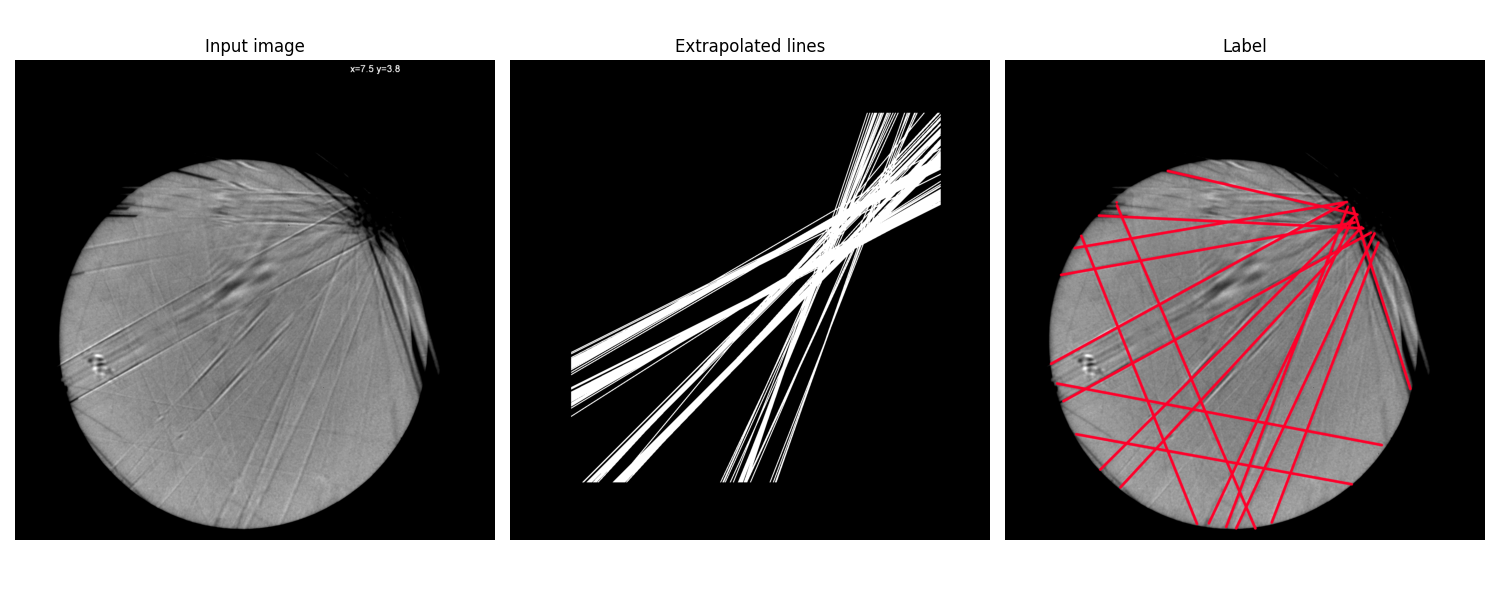 Input image
Extrapolated lines
Label
x=7.5 y=3.8